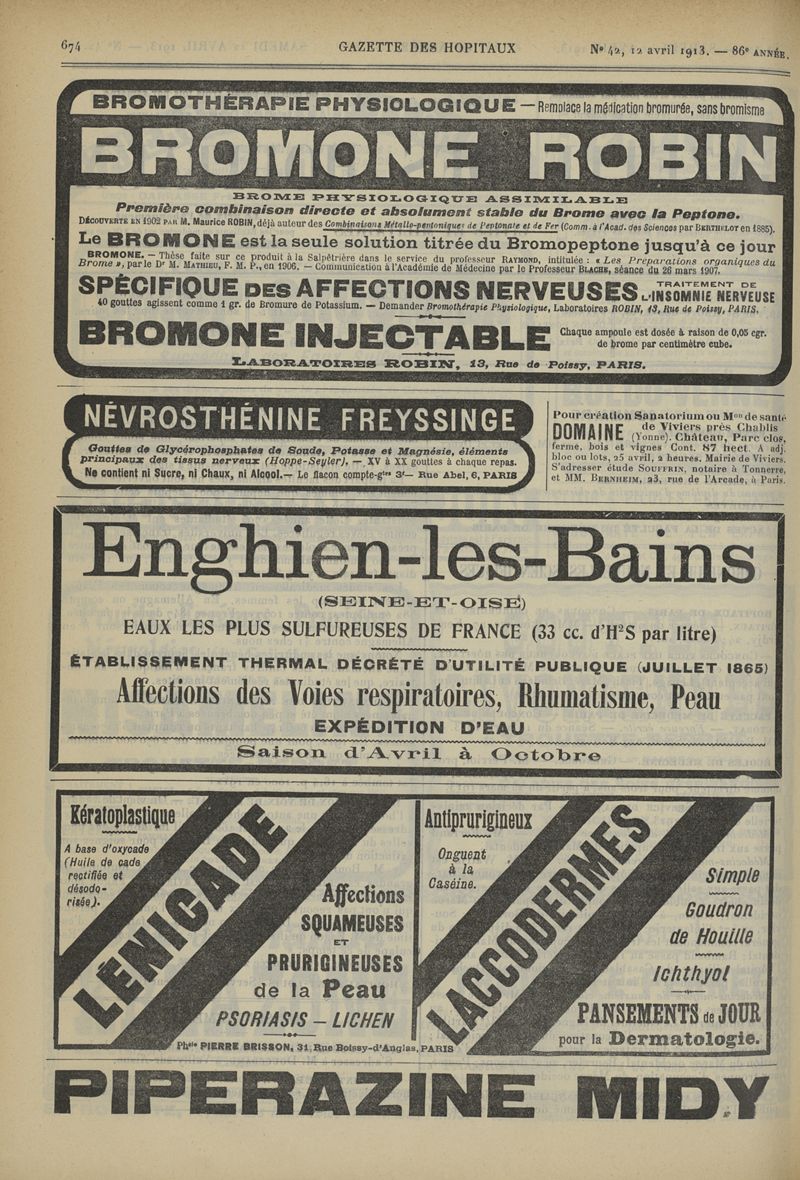 674
GAZETTE DES HOPITAUX
Nº 42, 12 avril 1913. — 86e ANNÉE.
BROMOTHÉRAPIE PHYSIOLOGIQUE — Remplace la médication bromurée, sans bromisme
BROMONE ROBIN
BROME PHYSIOLOGIQUE ASSIMILABLE
Première combinaison directe et absolument stable du Brome avec la Peptone.
DÉCOUVERTE EN 1902 PAR M. Maurice ROBIN, déjà auteur des Combinaisons Métallo-peptoniques de Peptonate et de Fer (Comm. à l'Acad. des Sciences par BERTHELOT en 1885).
Le BROMONE est la seule solution titrée du Bromopeptone jusqu'à ce jour
BROMONE. — Thèse faite sur ce produit à la Salpêtrière dans le service du professeur RAYMOND, intitulée : « Les Preparations organiques du
Brome », par le Dr M. MATHIEU, F. M. P., en 1906. — Communication à l'Académie de Médecine par le Professeur BLACHE, séance du 26 mars 1907.
SPÉCIFIQUE DES AFFECTIONS NERVEUSES
TRAITEMENT DE
L'INSOMNIE NERVEUSE
40 gouttes agissent comme 1 gr. de Bromure de Potassium. — Demander Bromothérapie Physiologique, Laboratoires ROBIN, 13, Rue de Poissy, PARIS.
BROMONE INJECTABLE
Chaque ampoule est dosée à raison de 0,05 cgr.
de brome par centimètre cube.
LABORATOIRES ROBIN, 13, Rue de Poissy, PARIS.
NÉVROSTHÉNINE FREYSSINGE
Gouttes de Glycérophosphates de Soude, Potasse et Magnésie, éléments
principaux des tissus nerveux (Hoppe-Seyler). — XV à XX gouttes à chaque repas.
Ne contient ni Sucre, ni Chaux, ni Alcool. — Le flacon compte-gtes 3f — Rue Abel, 6, PARIS
Pour création Sanatorium ou Mon de santé
DOMAINE de Viviers près Chablis
(Yonne). Château, Parc clos,
ferme, bois et vignes Cont. 87 hect. A adj.
bloc ou lots, 25 avril, 2 heures. Mairie de Viviers.
S'adresser étude SOUFFRIN, notaire à Tonnerre,
et MM. BERNHEIM, 23, rue de l'Arcade, à Paris.
Enghien-les-Bains
(SEINE-ET-OISE)
EAUX LES PLUS SULFUREUSES DE FRANCE (33 cc. d'H²S par litre)
ÉTABLISSEMENT THERMAL DÉCRÉTÉ D'UTILITÉ PUBLIQUE (JUILLET 1865)
Affections des Voies respiratoires, Rhumatisme, Peau
EXPÉDITION D'EAU
Saison d'Avril à Octobre
Kératoplastique
A base d'oxycade
(Huile de cade
rectifiée et
désodo-
risée).
LÉNICADE
Affections
SQUAMEUSES
ET
PRURIGINEUSES
de la Peau
PSORIASIS — LICHEN
Antiprurigineux
Onguent
à la
Caséine.
LACCODERMES
Simple
Goudron
de Houille
Ichthyol
PANSEMENTS de JOUR
pour la Dermatologie.
Phcie PIERRE BRISSON, 31, Rue Boissy-d'Anglas, PARIS
PIPERAZINE MIDY